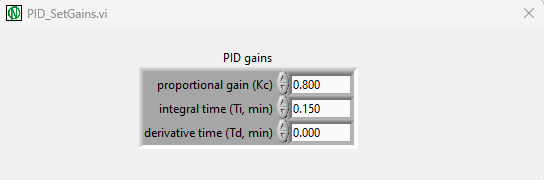 PID_SetGains.vi
PID gains
proportional gain (Kc) 0.800
integral time (Ti, min) 0.150
derivative time (Td, min) 0.000